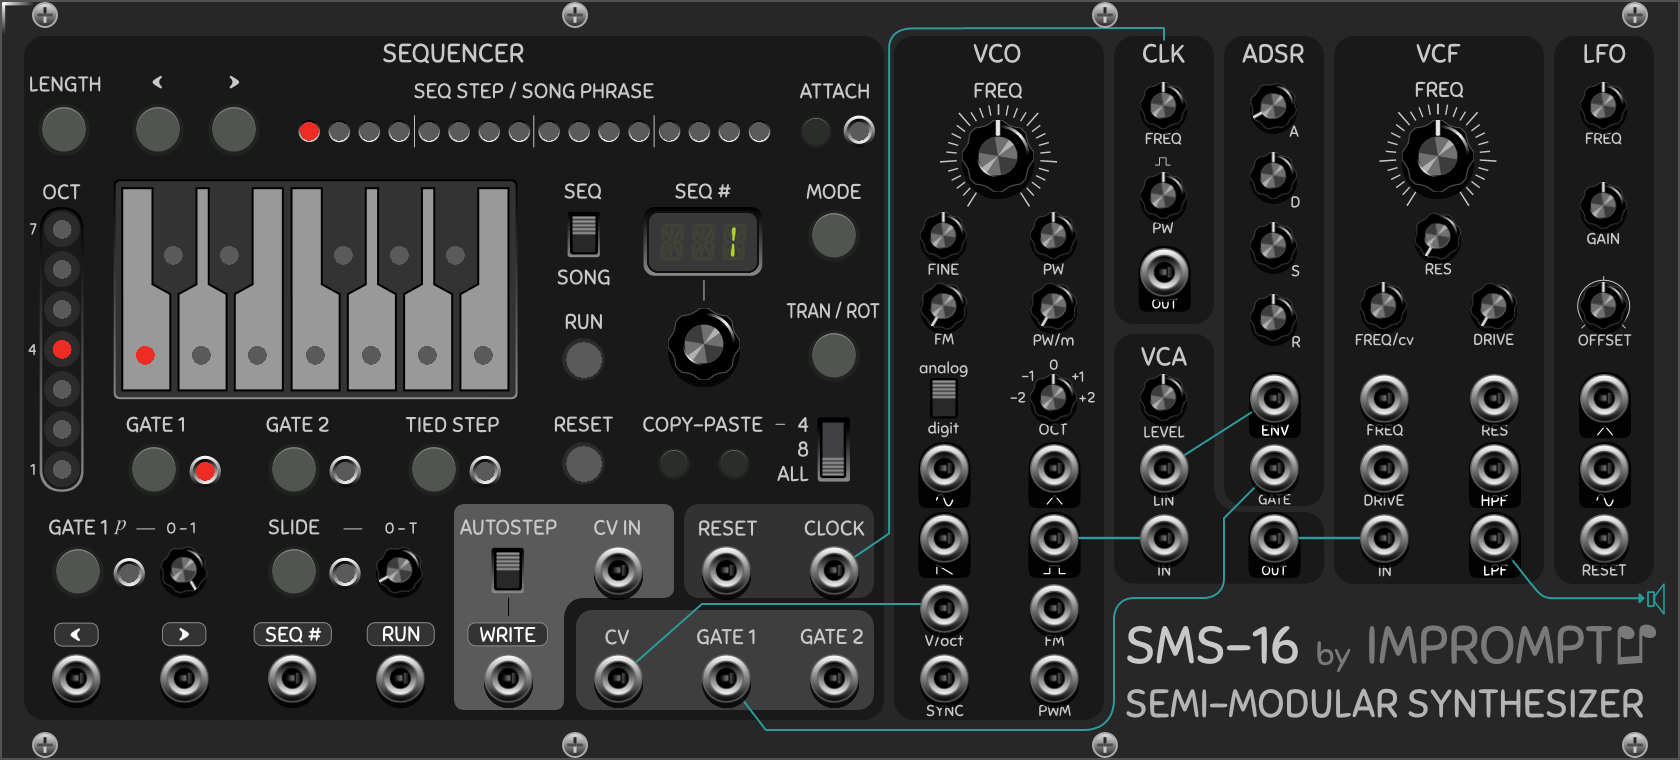 SEQUENCER
LENGTH
<
>
SEQ STEP / SONG PHRASE
ATTACH
OCT
7
4
1
SEQ
SONG
SEQ #
1
MODE
RUN
TRAN / ROT
GATE 1
GATE 2
TIED STEP
RESET
COPY-PASTE
4
8
ALL
GATE 1 p — 0-1
SLIDE — 0-T
AUTOSTEP
CV IN
RESET
CLOCK
<
>
SEQ #
RUN
WRITE
CV
GATE 1
GATE 2
VCO
FREQ
FINE
PW
FM
PW/m
analog
digit
-2
-1
0
+1
+2
OCT
V/oct
FM
SYNC
PWM
CLK
FREQ
PW
OUT
VCA
LEVEL
LIN
IN
ADSR
A
D
S
R
ENV
GATE
OUT
VCF
FREQ
RES
FREQ/cv
DRIVE
FREQ
RES
DRIVE
HPF
IN
LPF
LFO
FREQ
GAIN
OFFSET
RESET
SMS-16 by IMPROMPTU
SEMI-MODULAR SYNTHESIZER